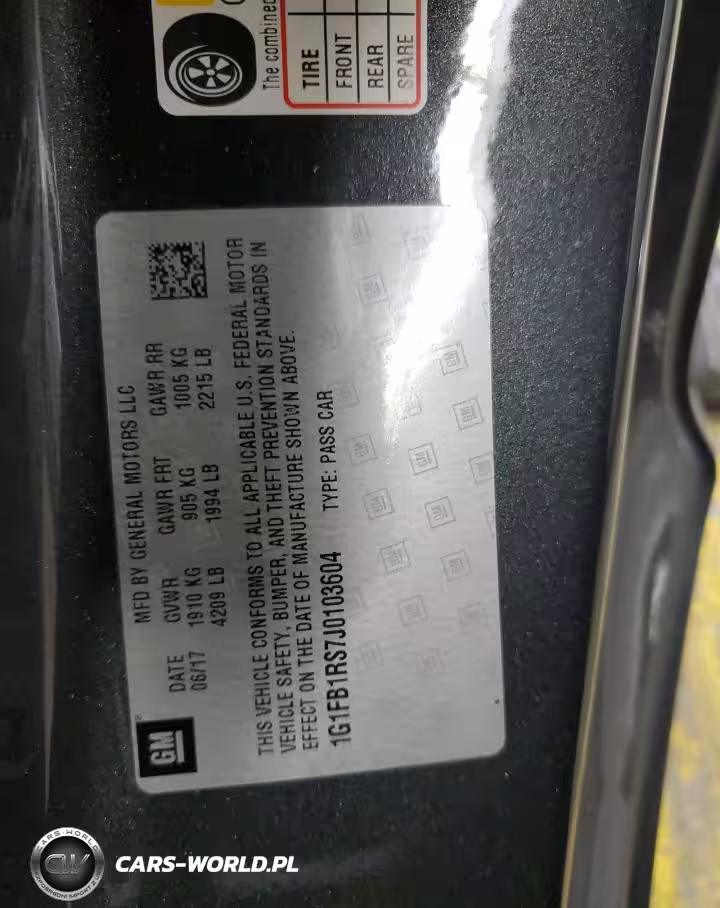 The combined
TIRE
FRONT
REAR
SPARE
MFD BY GENERAL MOTORS LLC
DATE GVWR GAWR FRT GAWR RR
06/17 1910 KG 905 KG 1005 KG
4209 LB 1994 LB 2215 LB
THIS VEHICLE CONFORMS TO ALL APPLICABLE U.S. FEDERAL MOTOR
VEHICLE SAFETY, BUMPER, AND THEFT PREVENTION STANDARDS IN
EFFECT ON THE DATE OF MANUFACTURE SHOWN ABOVE.
1G1FB1RS7J0103604 TYPE: PASS CAR
GM
CARS-WORLD
CW
CARS-WORLD.PL